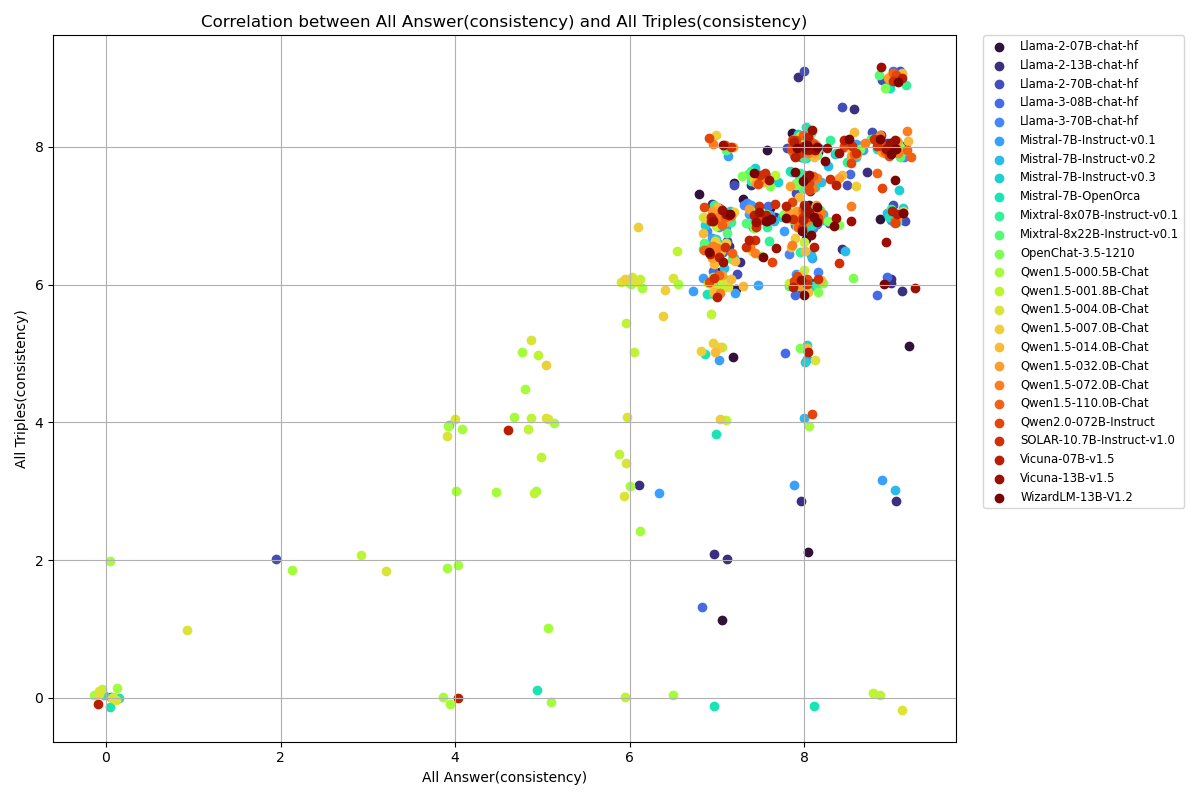 Correlation between All Answer(consistency) and All Triples(consistency)
All Triples(consistency)
8
6
4
2
0
0 2 4 6 8
All Answer(consistency)
Llama-2-07B-chat-hf
Llama-2-13B-chat-hf
Llama-2-70B-chat-hf
Llama-3-08B-chat-hf
Llama-3-70B-chat-hf
Mistral-7B-Instruct-v0.1
Mistral-7B-Instruct-v0.2
Mistral-7B-Instruct-v0.3
Mistral-7B-OpenOrca
Mixtral-8x07B-Instruct-v0.1
Mixtral-8x22B-Instruct-v0.1
OpenChat-3.5-1210
Qwen1.5-000.5B-Chat
Qwen1.5-001.8B-Chat
Qwen1.5-004.0B-Chat
Qwen1.5-007.0B-Chat
Qwen1.5-014.0B-Chat
Qwen1.5-032.0B-Chat
Qwen1.5-072.0B-Chat
Qwen1.5-110.0B-Chat
Qwen2.0-072B-Instruct
SOLAR-10.7B-Instruct-v1.0
Vicuna-07B-v1.5
Vicuna-13B-v1.5
WizardLM-13B-V1.2